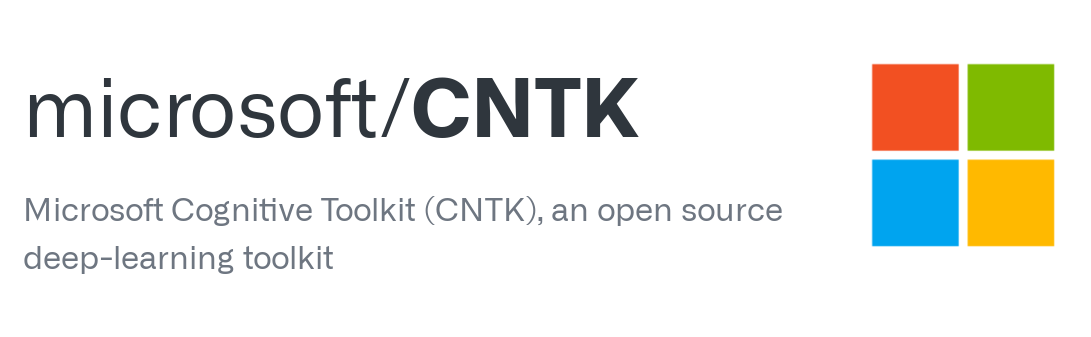 microsoft/CNTK
Microsoft Cognitive Toolkit (CNTK), an open source
deep-learning toolkit